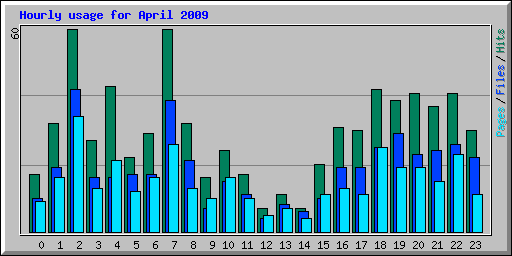 Hourly usage for April 2009
60
Pages / Files / Hits
0 1 2 3 4 5 6 7 8 9 10 11 12 13 14 15 16 17 18 19 20 21 22 23